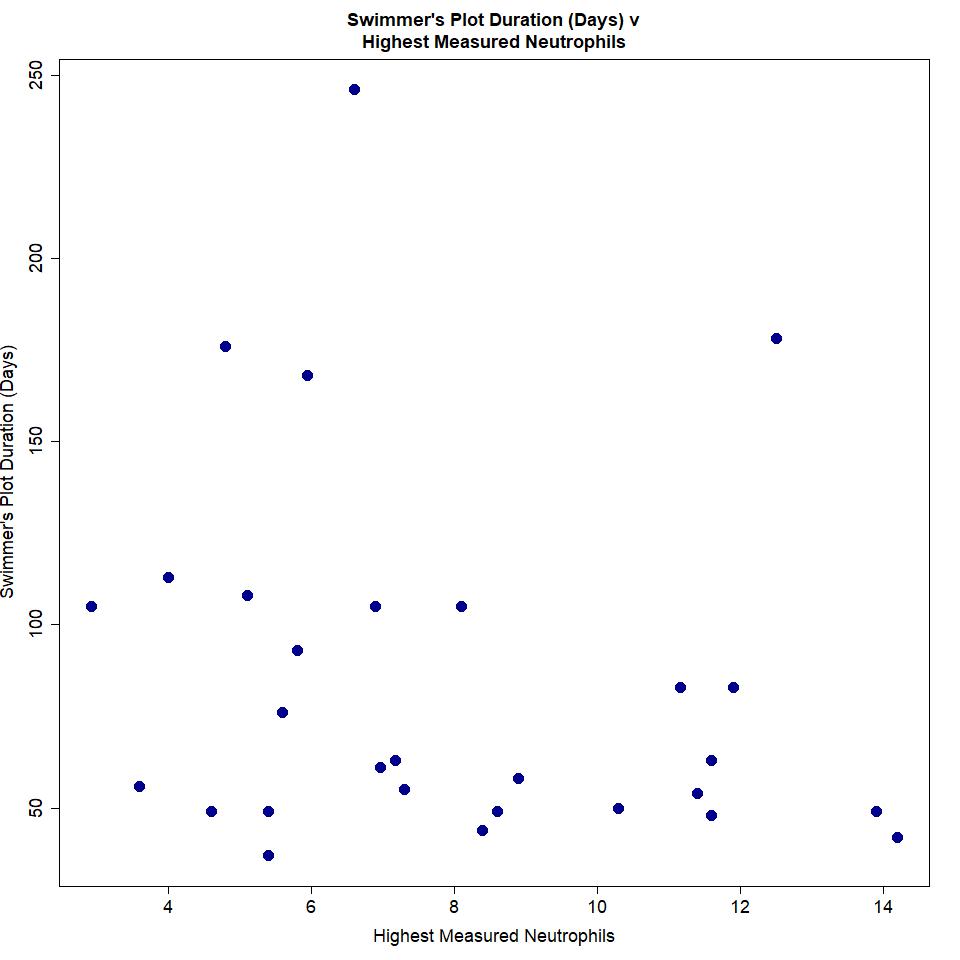 Swimmer's Plot Duration (Days) v
Highest Measured Neutrophils
Swimmer's Plot Duration (Days)
250
200
150
100
50
4 6 8 10 12 14
Highest Measured Neutrophils